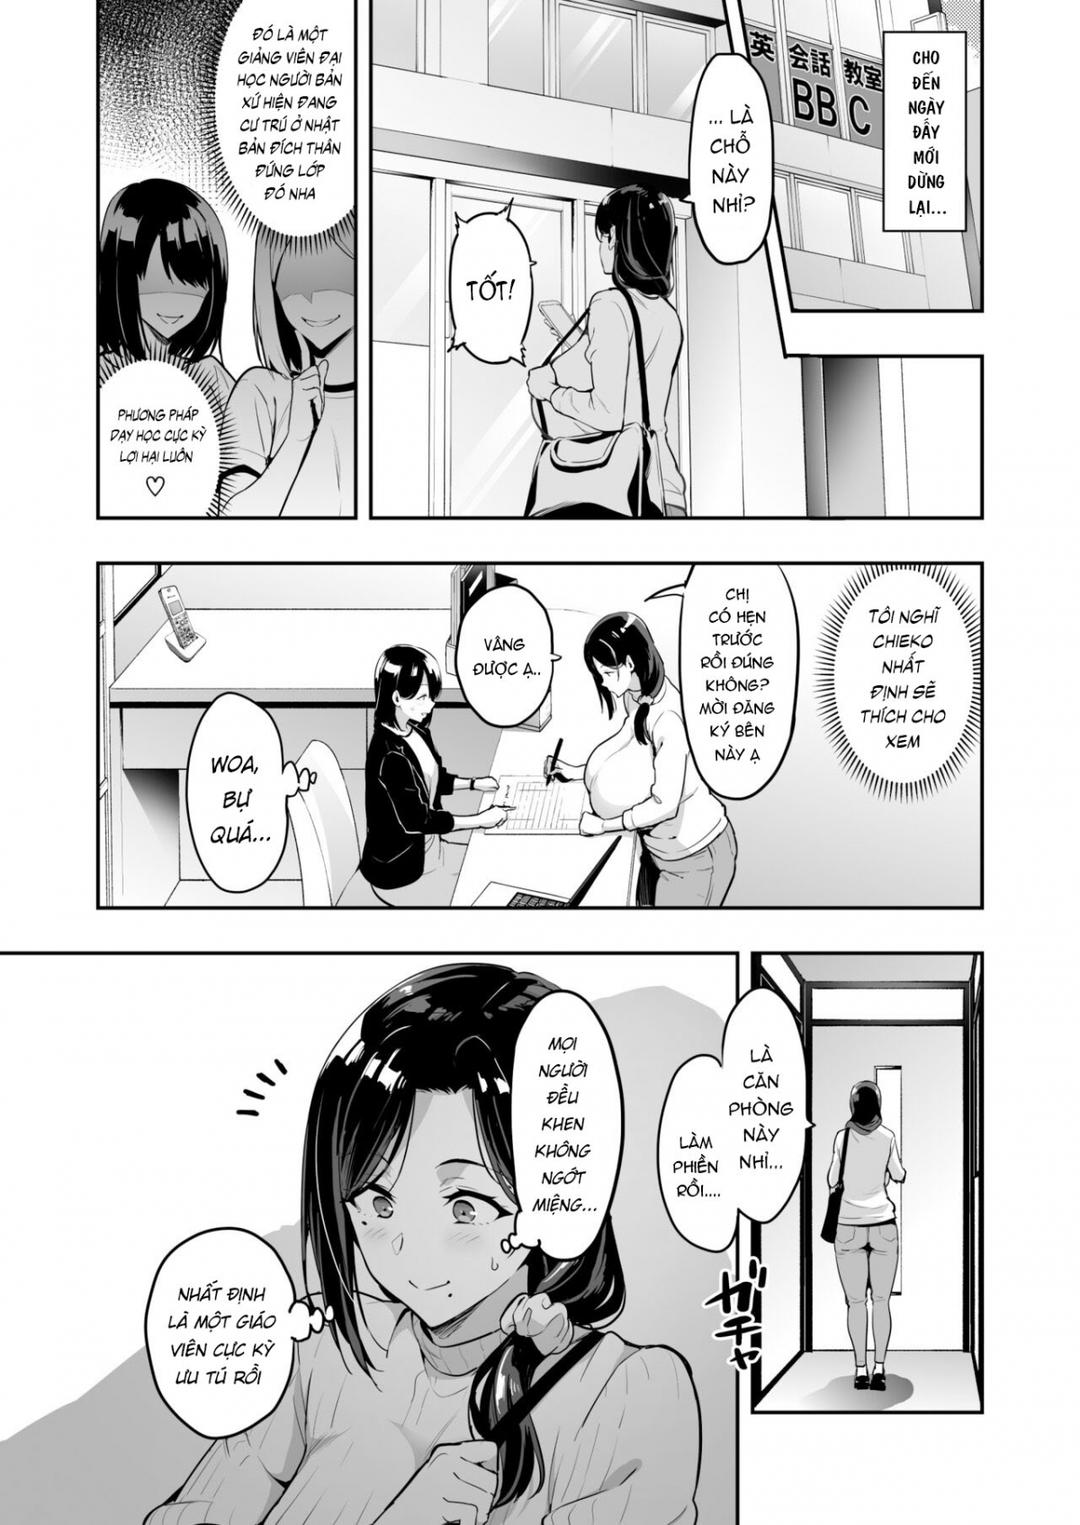 CHO
ĐẾN
NGÀY
ĐẤY
MỚI
DỪNG
LẠI...
英会話教室
BBC
... LÀ
CHỖ
NÀY
NHỈ?
TỐT!
ĐÓ LÀ MỘT
GIẢNG VIÊN ĐẠI
HỌC NGƯỜI BẢN
XỨ HIỆN ĐANG
CƯ TRÚ Ở NHẬT
BẢN ĐÍCH THÂN
ĐỨNG LỚP
ĐÓ NHA
PHƯƠNG PHÁP
DẠY HỌC CỰC KỲ
LỢI HẠI LUÔN
♡
TÔI NGHĨ
CHIEKO
NHẤT
ĐỊNH SẼ
THÍCH CHO
XEM
CHỊ
CÓ HẸN
TRƯỚC
RỒI ĐÚNG
KHÔNG?
MỜI ĐĂNG
KÝ BÊN
NÀY Ạ
VÂNG
ĐƯỢC Ạ..
WOA,
BỰ
QUÁ...
LÀ
CĂN
PHÒNG
NÀY
NHỈ...
LÀM
PHIỀN
RỒI....
ガチャ
MỌI
NGƯỜI
ĐỀU
KHEN
KHÔNG
NGỚT
MIỆNG...
NHẤT ĐỊNH
LÀ MỘT GIÁO
VIÊN CỰC KỲ
ƯU TÚ RỒI